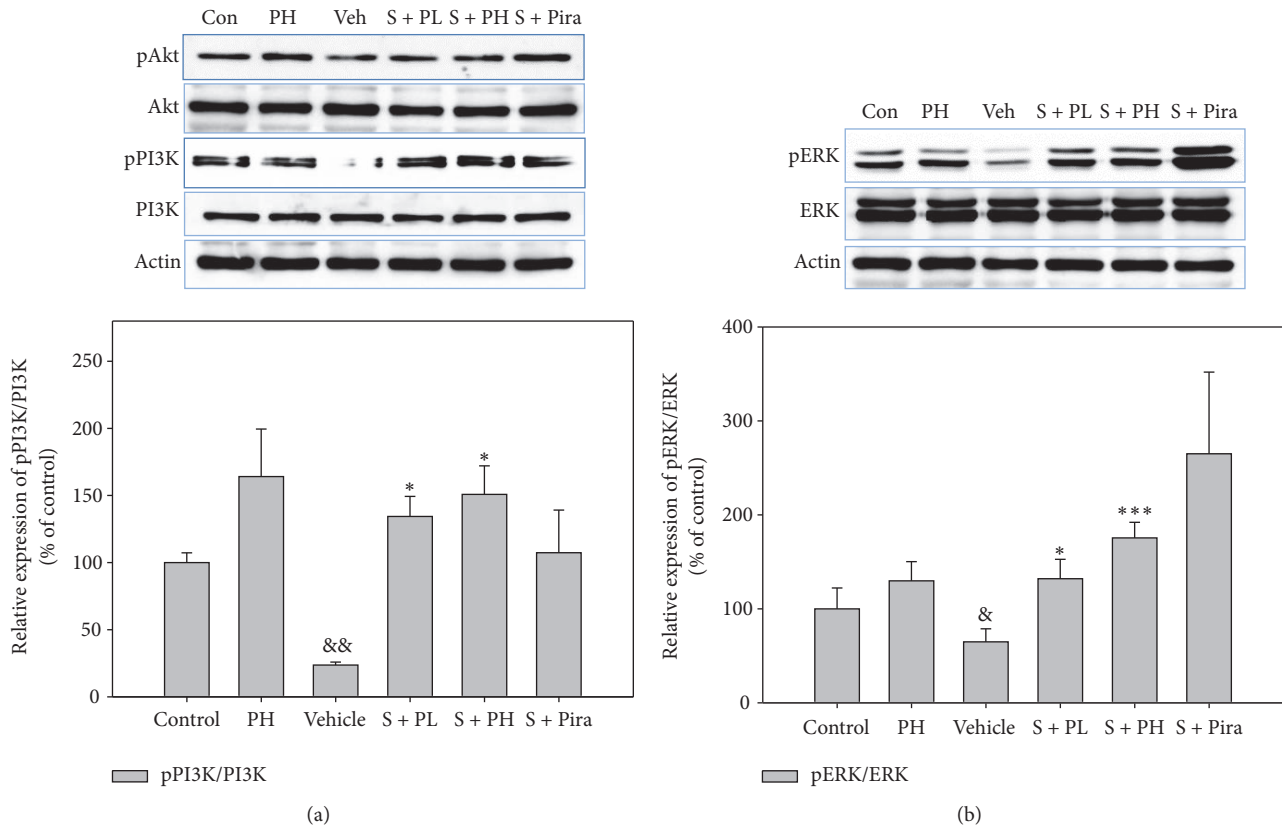 Con PH Veh S + PL S + PH S + Pira
pAkt
Akt
pPI3K
PI3K
Actin
Relative expression of pPI3K/PI3K
(% of control)
250
200
150
100
50
0
&&
*
*
Control PH Vehicle S + PL S + PH S + Pira
pPI3K/PI3K
(a)
Con PH Veh S + PL S + PH S + Pira
pERK
ERK
Actin
Relative expression of pERK/ERK
(% of control)
400
300
200
100
0
&
*
***
Control PH Vehicle S + PL S + PH S + Pira
pERK/ERK
(b)